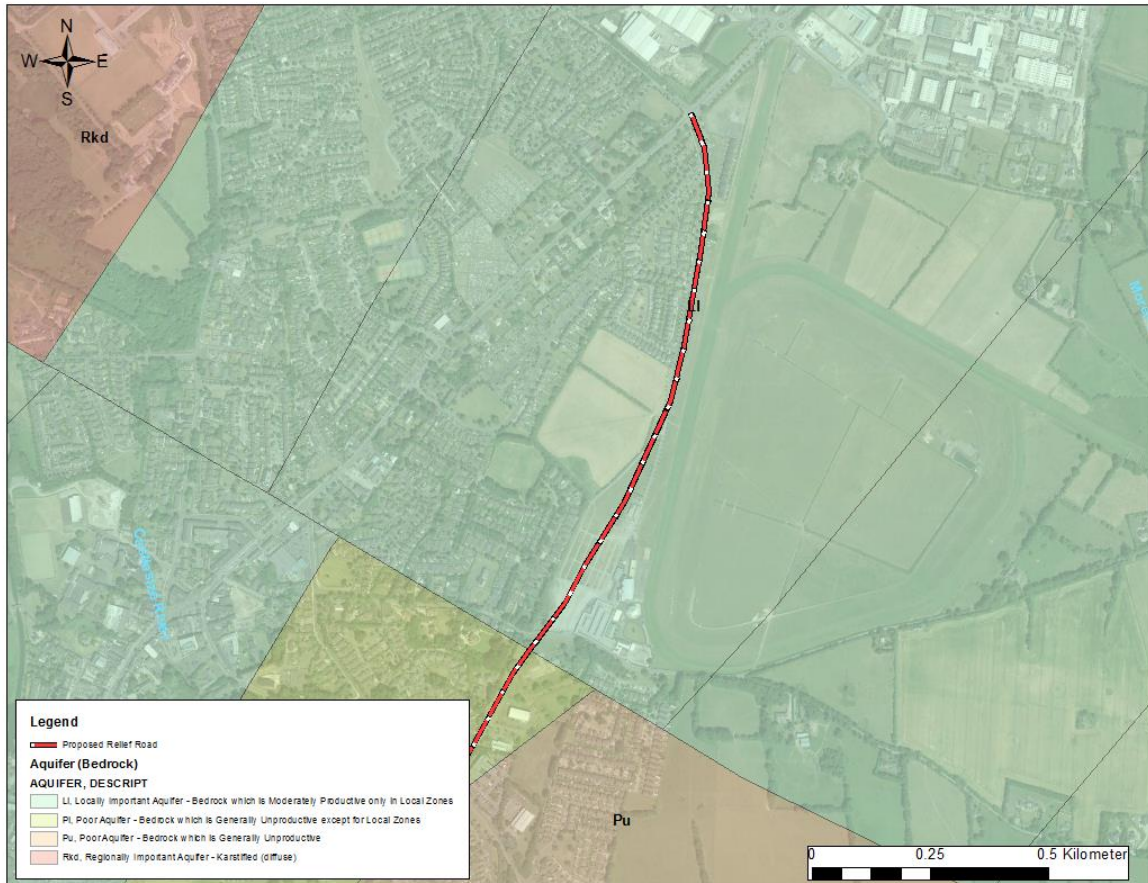 N
W E
S
Rkd
Ll
Pu
Legend
Proposed Relief Road
Aquifer (Bedrock)
AQUIFER, DESCRIPT
Ll, Locally Important Aquifer - Bedrock which is Moderately Productive only in Local Zones
Pl, Poor Aquifer - Bedrock which is Generally Unproductive except for Local Zones
Pu, Poor Aquifer - Bedrock which is Generally Unproductive
Rkd, Regionally Important Aquifer - Karstified (diffuse)
0 0.25 0.5 Kilometer